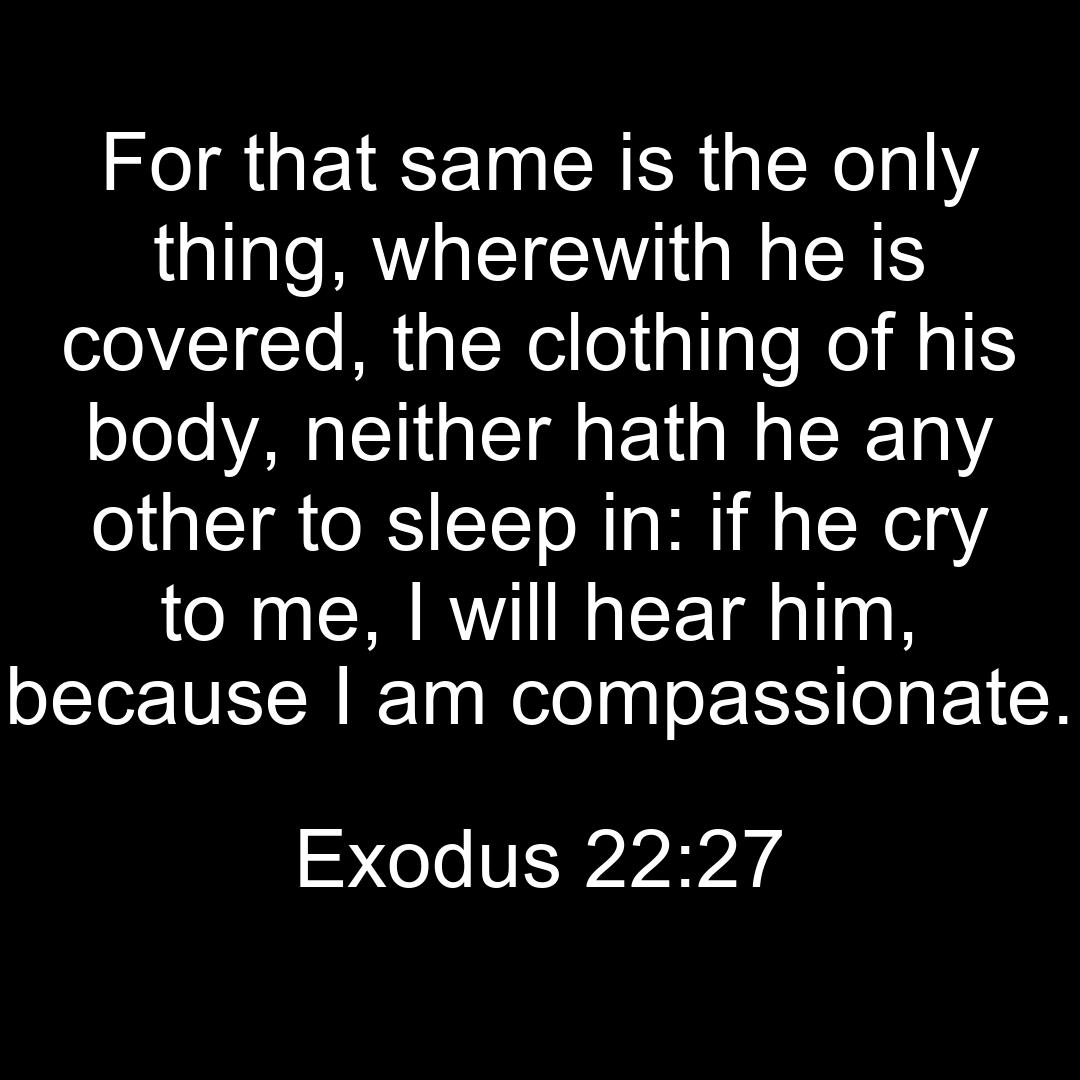 For that same is the only
thing, wherewith he is
covered, the clothing of his
body, neither hath he any
other to sleep in: if he cry
to me, I will hear him,
because I am compassionate.
Exodus 22:27